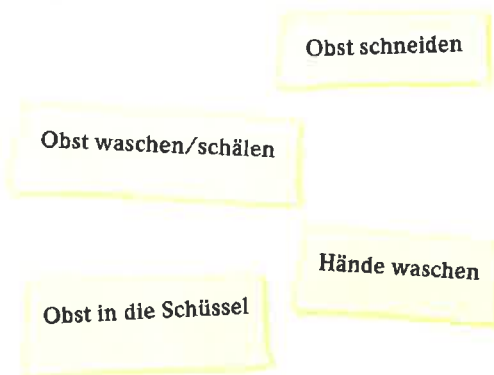 Obst schneiden
Obst waschen/schälen
Hände waschen
Obst in die Schüssel